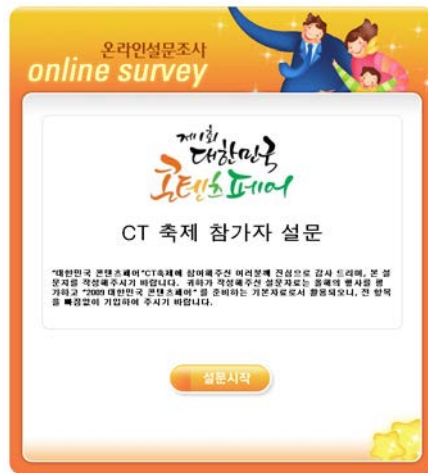 온라인설문조사
online survey
제1회
대한민국
콘텐츠페어
CT 축제 참가자 설문
"대한민국 콘텐츠페어"CT축제에 참여해주신 여러분께 진심으로 감사 드리며, 본 설
문지를 작성해주시기 바랍니다. 귀하가 작성해주신 설문자료는 올해의 행사를 평
가하고 "2009 대한민국 콘텐츠페어" 를 준비하는 기본자료로서 활용되오니, 전 항목
을 빠짐없이 기입하여 주시기 바랍니다.
설문시작